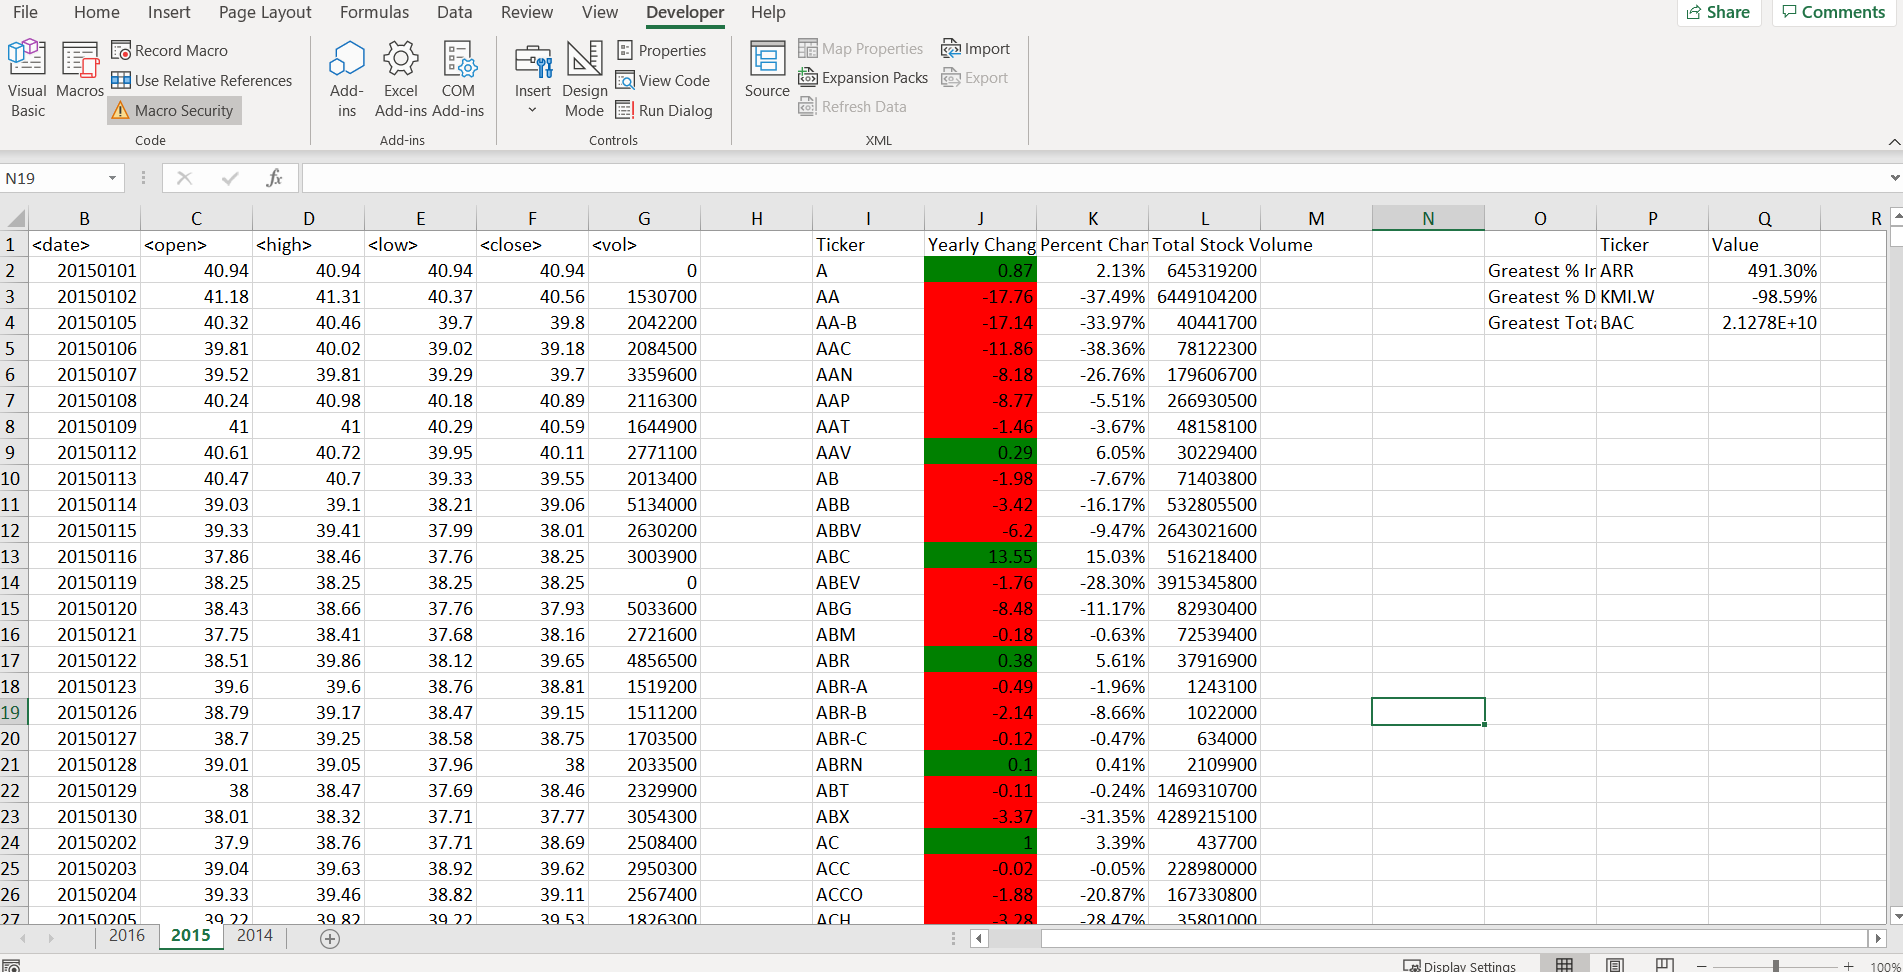 File Home Insert Page Layout Formulas Data Review View Developer Help Share Comments
Visual Basic Macros Record Macro Use Relative References Macro Security Code
Add-ins Excel Add-ins COM Add-ins Add-ins
Insert Design Mode Properties View Code Run Dialog Controls
Source Map Properties Expansion Packs Refresh Data Import Export XML
N19 fx
B C D E F G H I J K L M N O P Q R
1 <date> <open> <high> <low> <close> <vol> Ticker Yearly Chang Percent Char Total Stock Volume Ticker Value
2 20150101 40.94 40.94 40.94 40.94 0 A 0.87 2.13% 645319200 Greatest % Ir ARR 491.30%
3 20150102 41.18 41.31 40.37 40.56 1530700 AA -17.76 -37.49% 6449104200 Greatest % D KMI.W -98.59%
4 20150105 40.32 40.46 39.7 39.8 2042200 AA-B -17.14 -33.97% 40441700 Greatest Tota BAC 2.1278E+10
5 20150106 39.81 40.02 39.02 39.18 2084500 AAC -11.86 -38.36% 78122300
6 20150107 39.52 39.81 39.29 39.7 3359600 AAN -8.18 -26.76% 179606700
7 20150108 40.24 40.98 40.18 40.89 2116300 AAP -8.77 -5.51% 266930500
8 20150109 41 41 40.29 40.59 1644900 AAT -1.46 -3.67% 48158100
9 20150112 40.61 40.72 39.95 40.11 2771100 AAV 0.29 6.05% 30229400
10 20150113 40.47 40.7 39.33 39.55 2013400 AB -1.98 -7.67% 71403800
11 20150114 39.03 39.1 38.21 39.06 5134000 ABB -3.42 -16.17% 532805500
12 20150115 39.33 39.41 37.99 38.01 2630200 ABBV -6.2 -9.47% 2643021600
13 20150116 37.86 38.46 37.76 38.25 3003900 ABC 13.55 15.03% 516218400
14 20150119 38.25 38.25 38.25 38.25 0 ABEV -1.76 -28.30% 3915345800
15 20150120 38.43 38.66 37.76 37.93 5033600 ABG -8.48 -11.17% 82930400
16 20150121 37.75 38.41 37.68 38.16 2721600 ABM -0.18 -0.63% 72539400
17 20150122 38.51 39.86 38.12 39.65 4856500 ABR 0.38 5.61% 37916900
18 20150123 39.6 39.6 38.76 38.81 1519200 ABR-A -0.49 -1.96% 1243100
19 20150126 38.79 39.17 38.47 39.15 1511200 ABR-B -2.14 -8.66% 1022000
20 20150127 38.7 39.25 38.58 38.75 1703500 ABR-C -0.12 -0.47% 634000
21 20150128 39.01 39.05 37.96 38 2033500 ABRN 0.1 0.41% 2109900
22 20150129 38 38.47 37.69 38.46 2329900 ABT -0.11 -0.24% 1469310700
23 20150130 38.01 38.32 37.71 37.77 3054300 ABX -3.37 -31.35% 4289215100
24 20150202 37.9 38.76 37.71 38.69 2508400 AC 1 3.39% 437700
25 20150203 39.04 39.63 38.92 39.62 2950300 ACC -0.02 -0.05% 228980000
26 20150204 39.33 39.46 38.82 39.11 2567400 ACCO -1.88 -20.87% 167330800
27 20150205 39.22 39.82 39.22 39.53 1826300 ACH -3.28 -28.47% 35801000
2016 2015 2014
Display Settings 100%